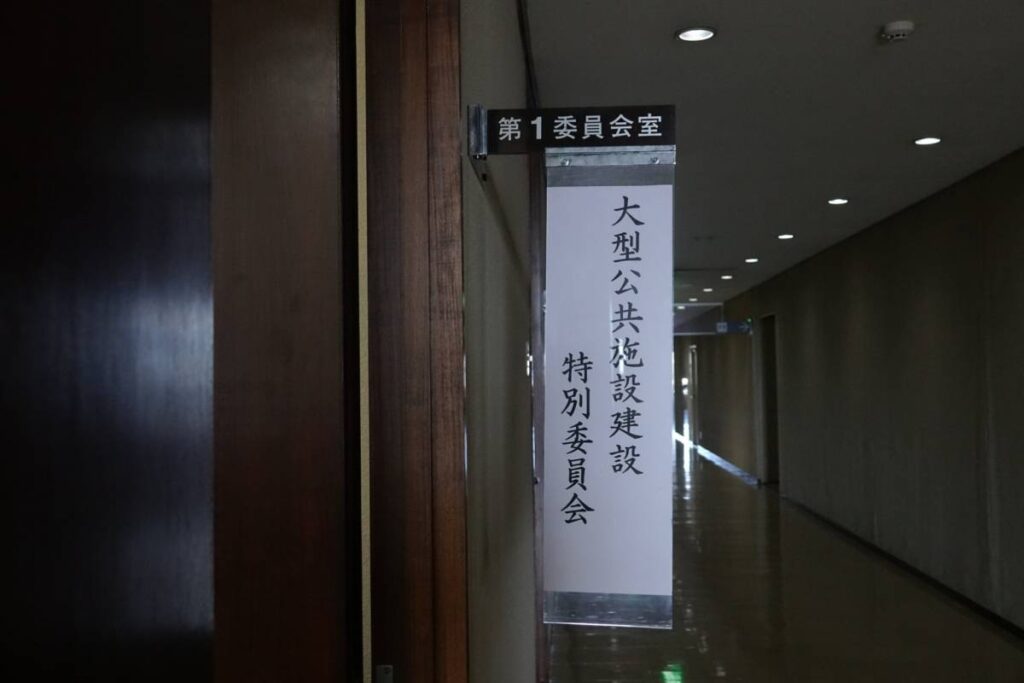 第1委員会室
大型公共施設建設
特別委員会